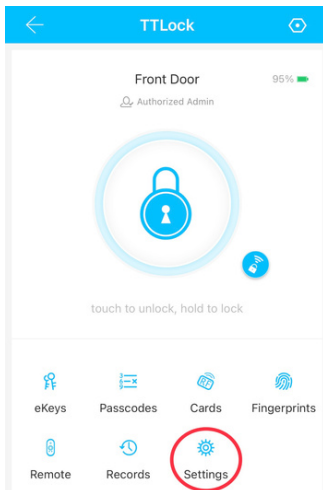 TTLock
Front Door
95%
Authorized Admin
touch to unlock, hold to lock
eKeys Passcodes Cards Fingerprints
Remote Records Settings